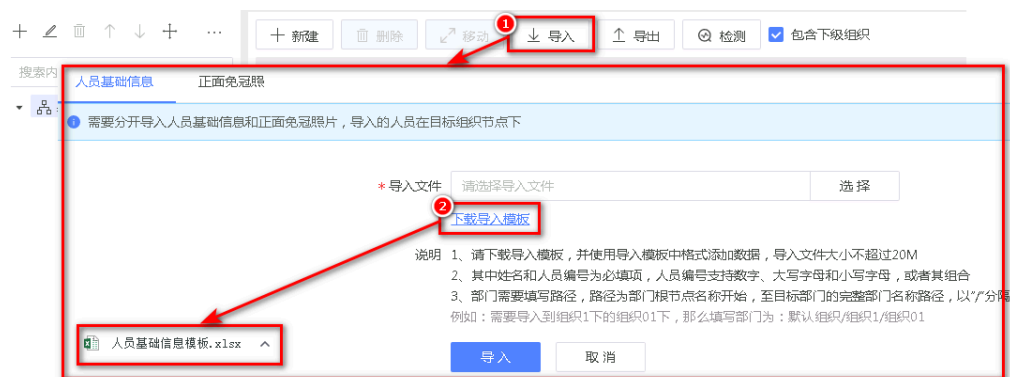 新建 删除 移动 导入 导出 检测 包含下级组织
1
搜索内
人员基础信息 正面免冠照
需要分开导入人员基础信息和正面免冠照片，导入的人员在目标组织节点下
*导入文件 请选择导入文件 选择
2
下载导入模板
说明 1、请下载导入模板，并使用导入模板中格式添加数据，导入文件大小不超过20M
2、其中姓名和人员编号为必填项，人员编号支持数字、大写字母和小写字母，或者其组合
3、部门需要填写路径，路径为部门根节点名称开始，至目标部门的完整部门名称路径，以"/"分隔
例如：需要导入到组织1下的组织01下，那么填写部门为：默认组织/组织1/组织01
人员基础信息模板.xlsx
导入 取消